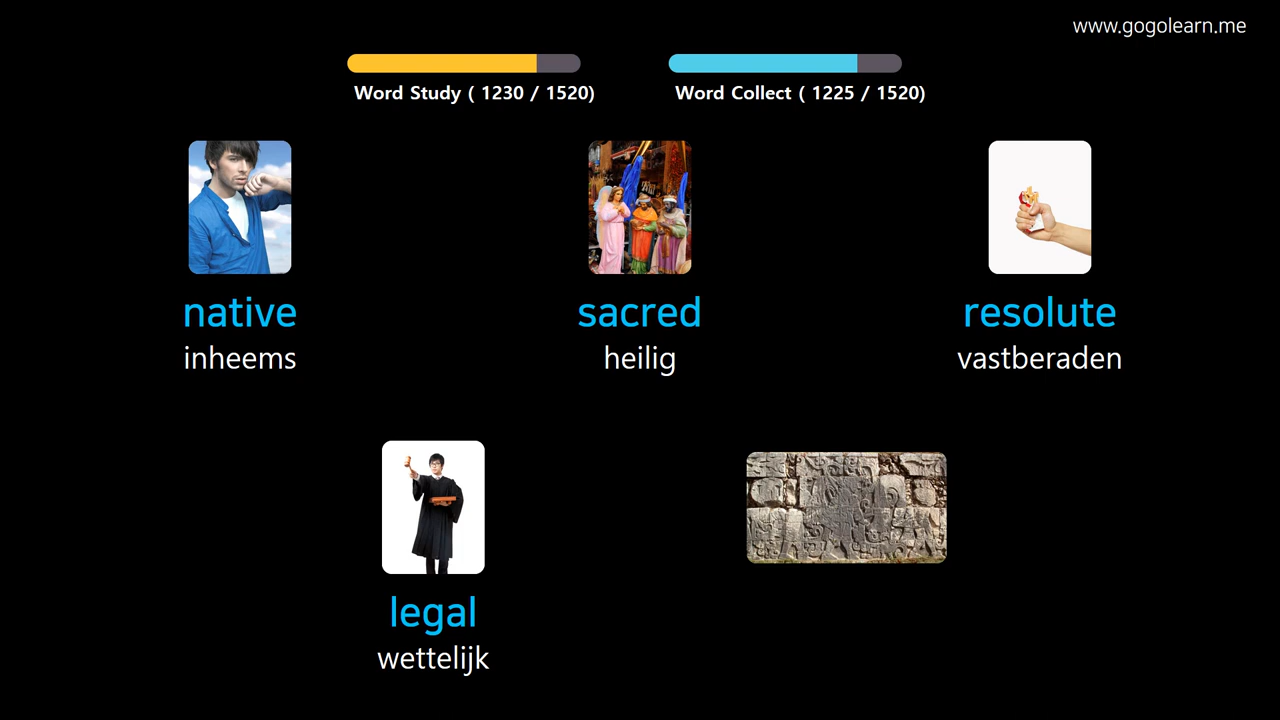 www.gogolearn.me
Word Study ( 1230 / 1520)
Word Collect ( 1225 / 1520)
native
inheems
sacred
heilig
resolute
vastberaden
legal
wettelijk